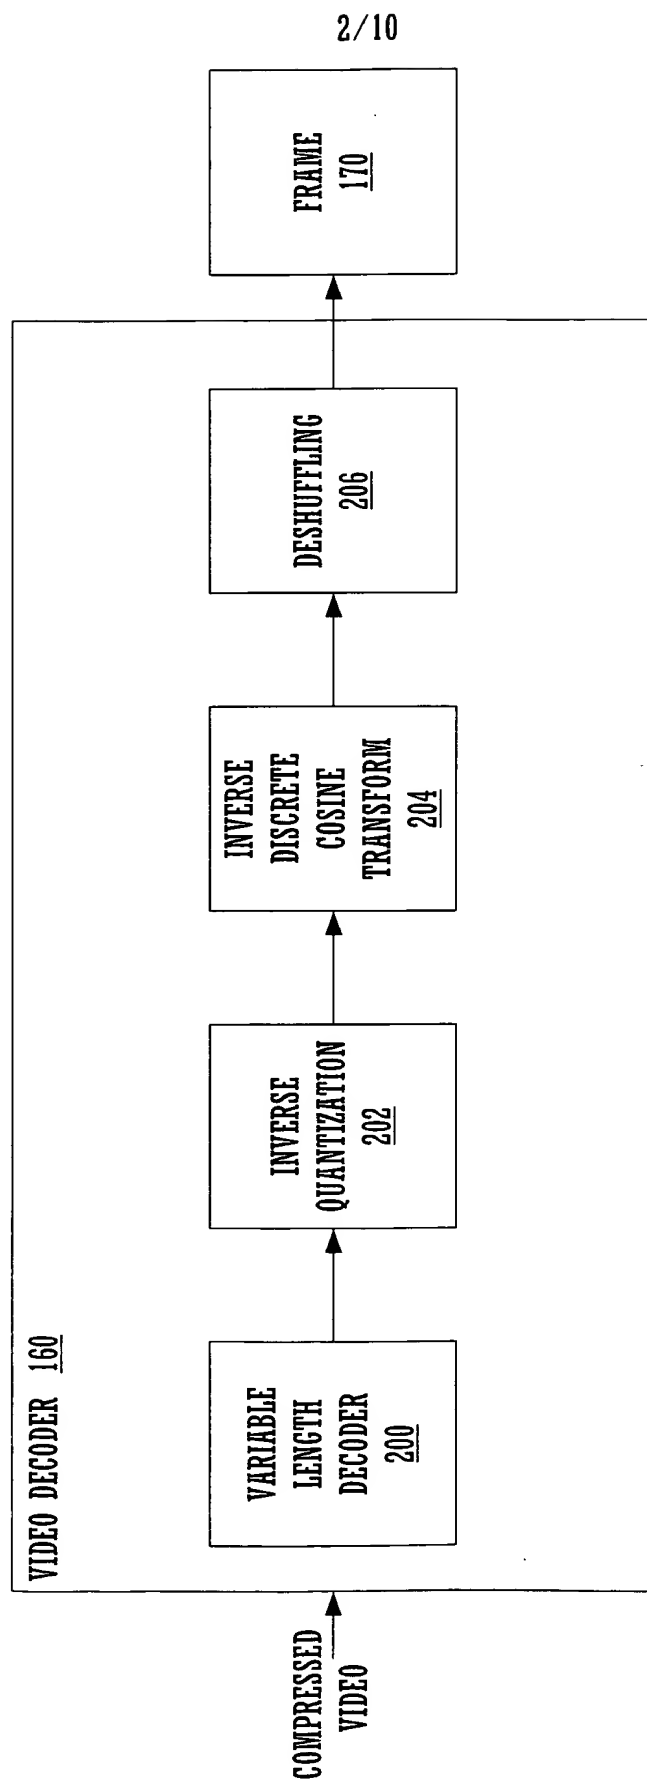 2/10
VIDEO DECODER 160
COMPRESSED
VIDEO
VARIABLE
LENGTH
DECODER
200
INVERSE
QUANTIZATION
202
INVERSE
DISCRETE
COSINE
TRANSFORM
204
DESHUFFLING
206
FRAME
170